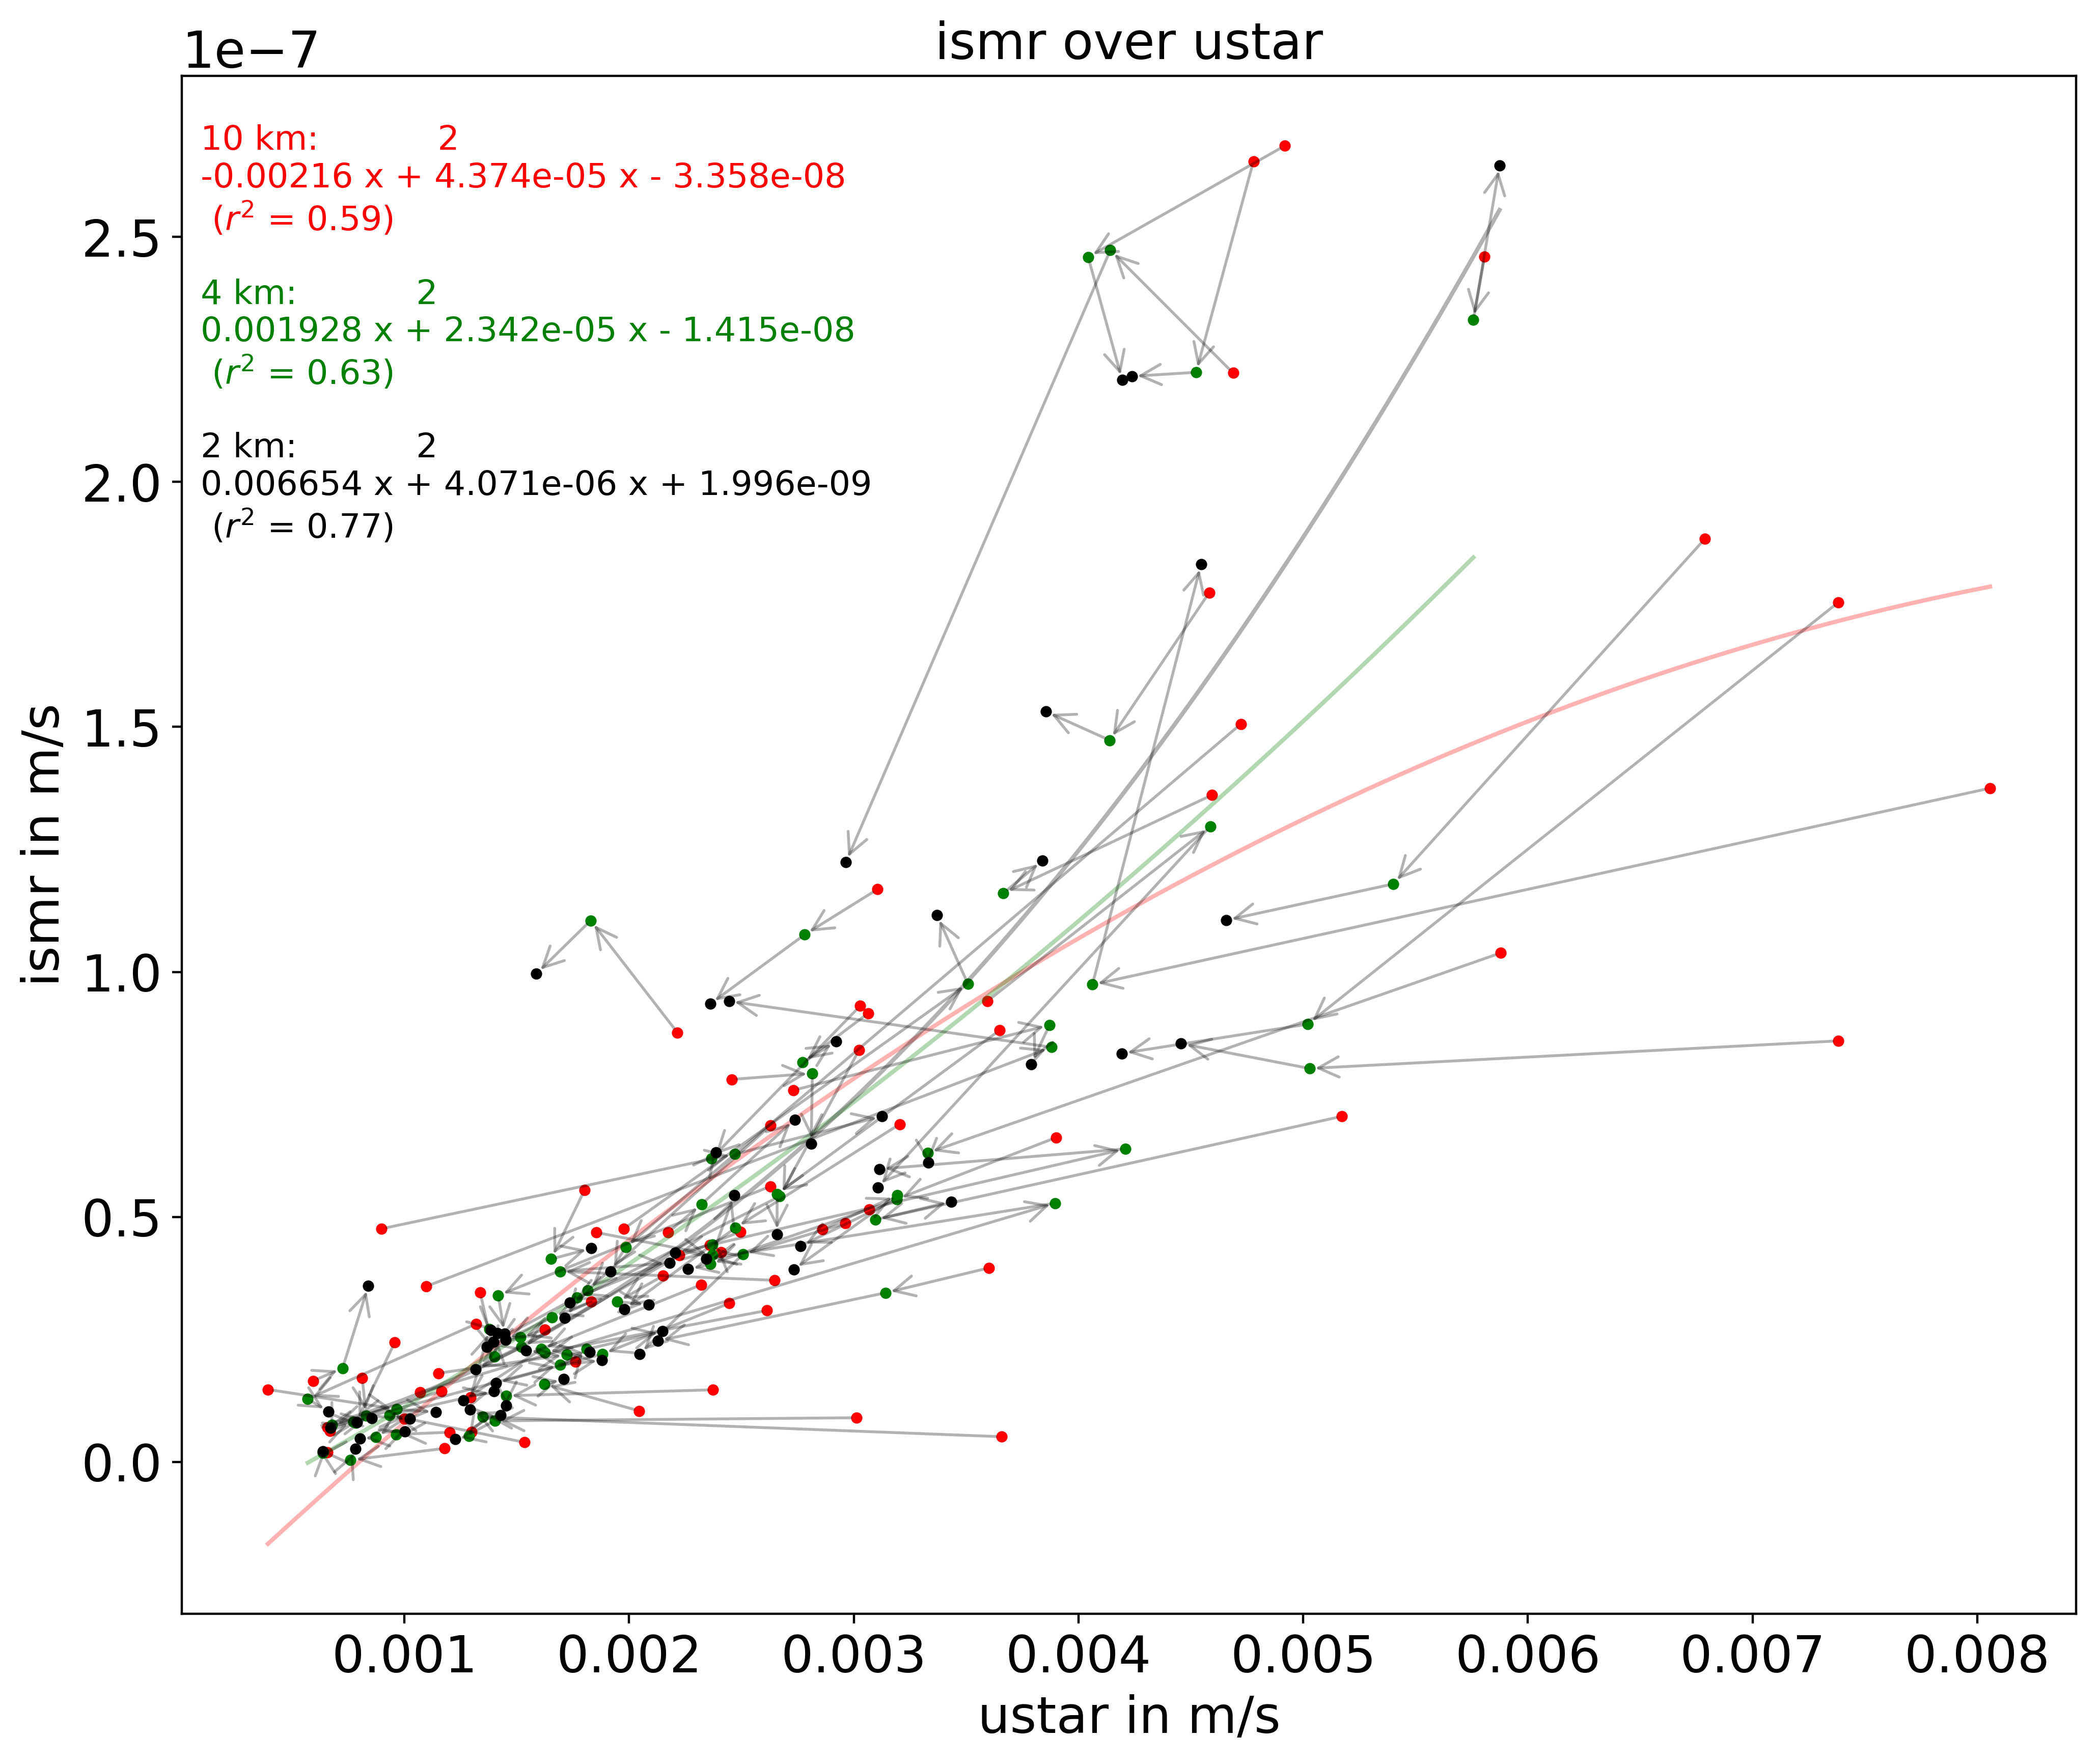 ismr over ustar
1e−7
10 km: 2
-0.00216 x + 4.374e-05 x - 3.358e-08
(r² = 0.59)
4 km: 2
0.001928 x + 2.342e-05 x - 1.415e-08
(r² = 0.63)
2 km: 2
0.006654 x + 4.071e-06 x + 1.996e-09
(r² = 0.77)
ismr in m/s
2.5
2.0
1.5
1.0
0.5
0.0
0.001 0.002 0.003 0.004 0.005 0.006 0.007 0.008
ustar in m/s